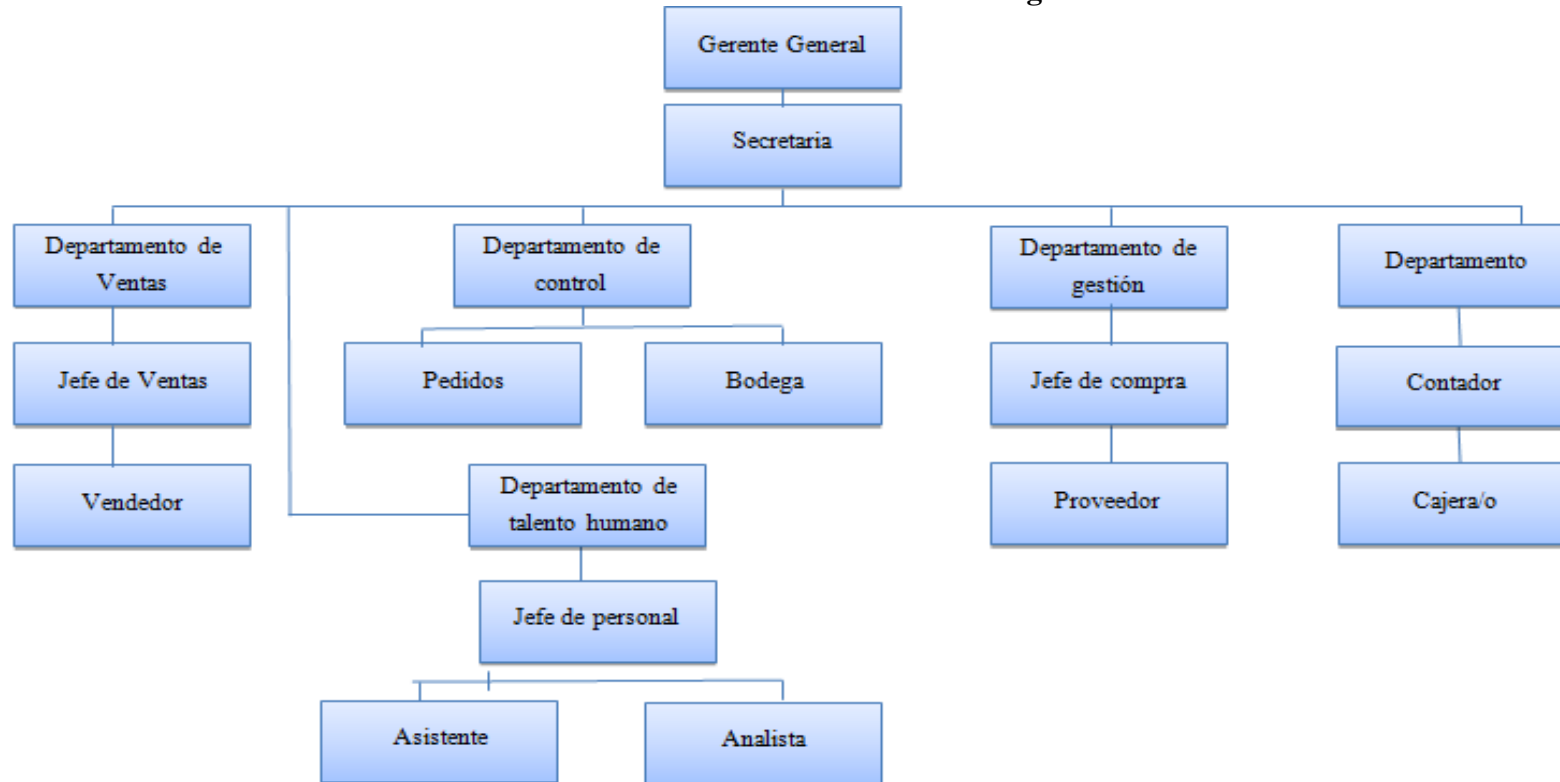 Gerente General
Secretaria
Departamento de
Ventas
Departamento de
control
Departamento de
gestión
Departamento
Jefe de Ventas
Pedidos
Bodega
Jefe de compra
Contador
Vendedor
Departamento de
talento humano
Proveedor
Cajera/o
Jefe de personal
Asistente
Analista